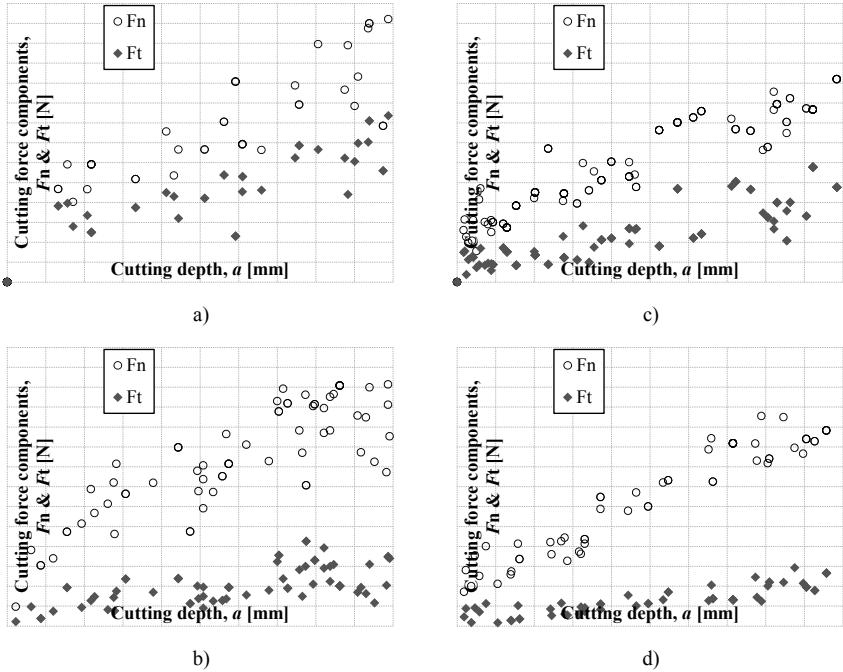 Fn
Ft
Cutting force components,
Fn & Ft [N]
Cutting depth, a [mm]
a)
Fn
Ft
Cutting force components,
Fn & Ft [N]
Cutting depth, a [mm]
c)
Fn
Ft
Cutting force components,
Fn & Ft [N]
Cutting depth, a [mm]
b)
Fn
Ft
Cutting force components,
Fn & Ft [N]
Cutting depth, a [mm]
d)